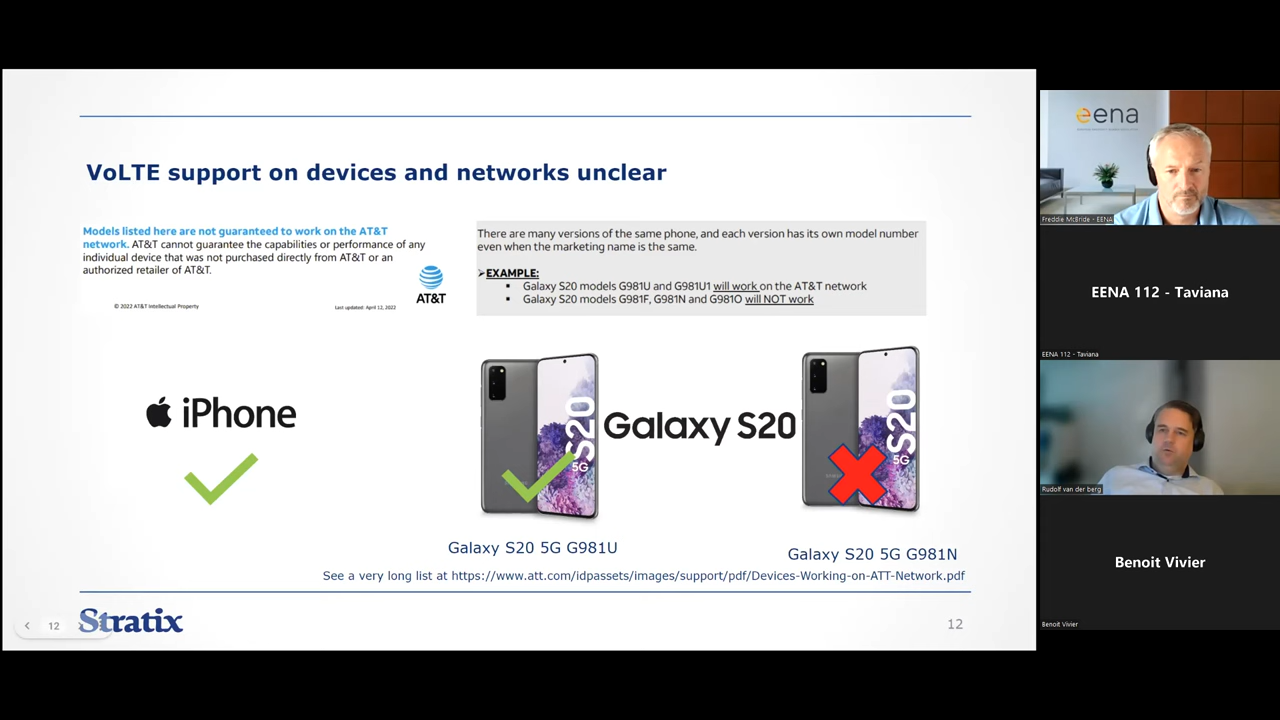 VoLTE support on devices and networks unclear
Models listed here are not guaranteed to work on the AT&T
network. AT&T cannot guarantee the capabilities or performance of any
individual device that was not purchased directly from AT&T or an
authorized retailer of AT&T.
© 2022 AT&T Intellectual Property
Last updated: April 12, 2022
AT&T
There are many versions of the same phone, and each version has its own model number
even when the marketing name is the same.
➢EXAMPLE:
▪ Galaxy S20 models G981U and G981U1 will work on the AT&T network
▪ Galaxy S20 models G981F, G981N and G981O will NOT work
iPhone
S20
5G
Galaxy S20
S20
5G
Galaxy S20 5G G981U
Galaxy S20 5G G981N
See a very long list at https://www.att.com/idpassets/images/support/pdf/Devices-Working-on-ATT-Network.pdf
12
Stratix
12
eena
Freddie McBride - EENA
EENA 112 - Taviana
EENA 112 - Taviana
Rudolf van der berg
Benoit Vivier
Benoit Vivier